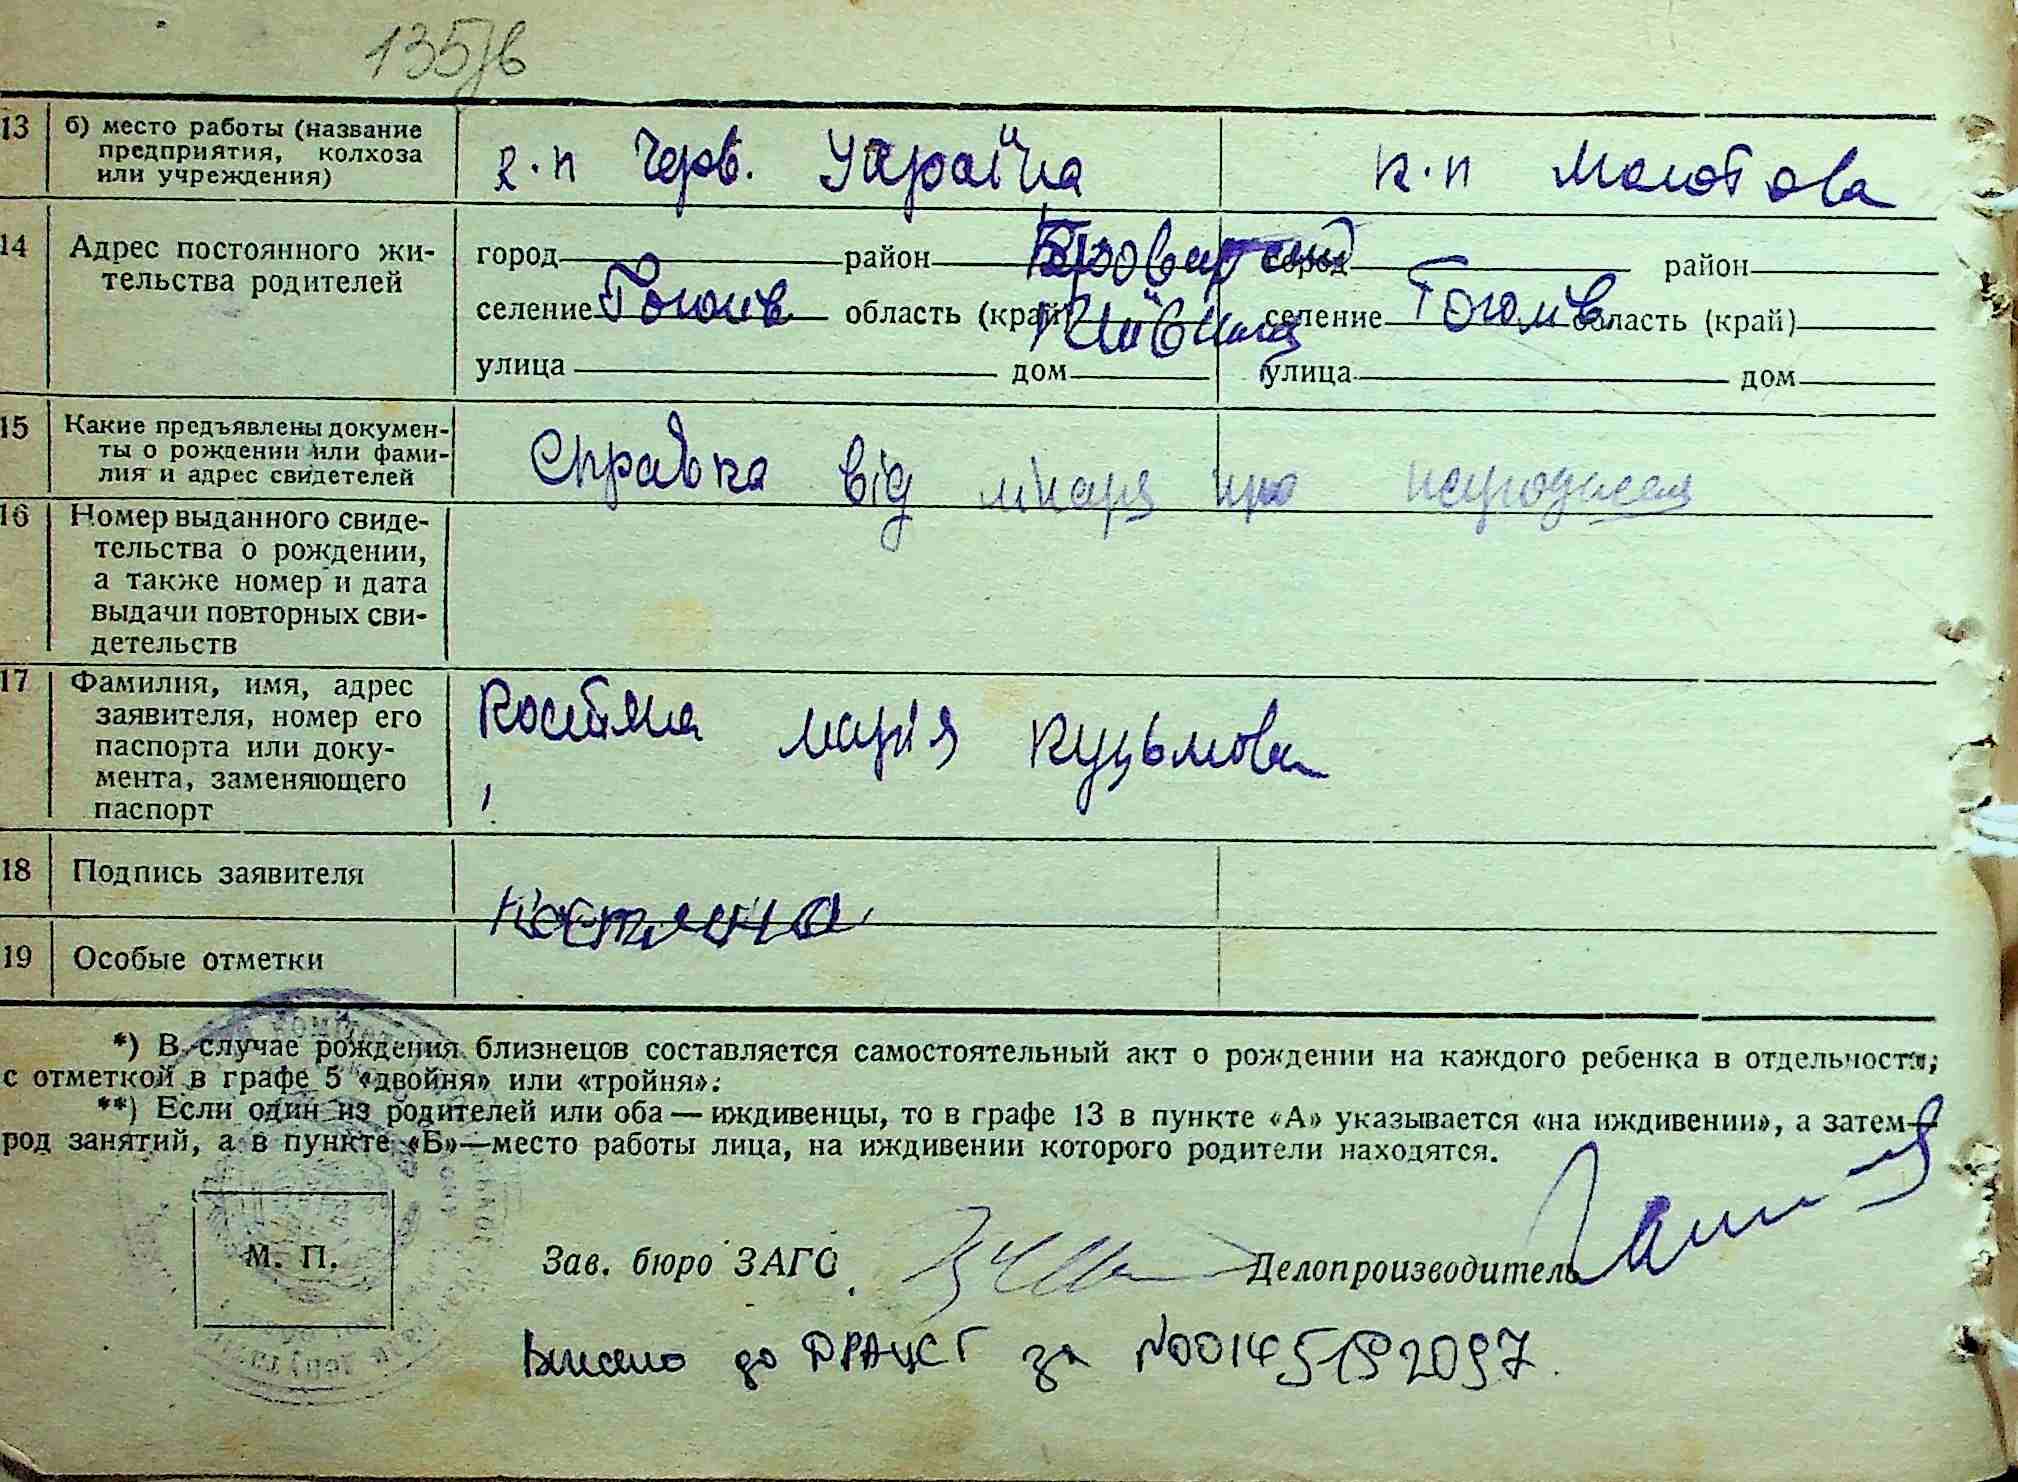 135/в
13 б) место работы (название предприятия, колхоза или учреждения) к.п Черв. Україна к.п Молотова
14 Адрес постоянного жительства родителей
город район Броварський город район
селение Гоголів область (край) Київська селение Гоголів область (край)
улица дом улица дом
15 Какие предъявлены документы о рождении или фамилия и адрес свидетелей Справка від лікаря про народження
16 Номер выданного свидетельства о рождении, а также номер и дата выдачи повторных свидетельств
17 Фамилия, имя, адрес заявителя, номер его паспорта или документа, заменяющего паспорт Костяна Марія Кузьмовна
18 Подпись заявителя
19 Особые отметки
*) В случае рождения близнецов составляется самостоятельный акт о рождении на каждого ребенка в отдельности,
с отметкой в графе 5 «двойня» или «тройня».
**) Если один из родителей или оба — иждивенцы, то в графе 13 в пункте «А» указывается «на иждивении», а затем—
род занятий, а в пункте «Б»—место работы лица, на иждивении которого родители находятся.
М. П. Зав. бюро ЗАГС Делопроизводитель
Внесено до ДРАЦСГ за №00145192097.